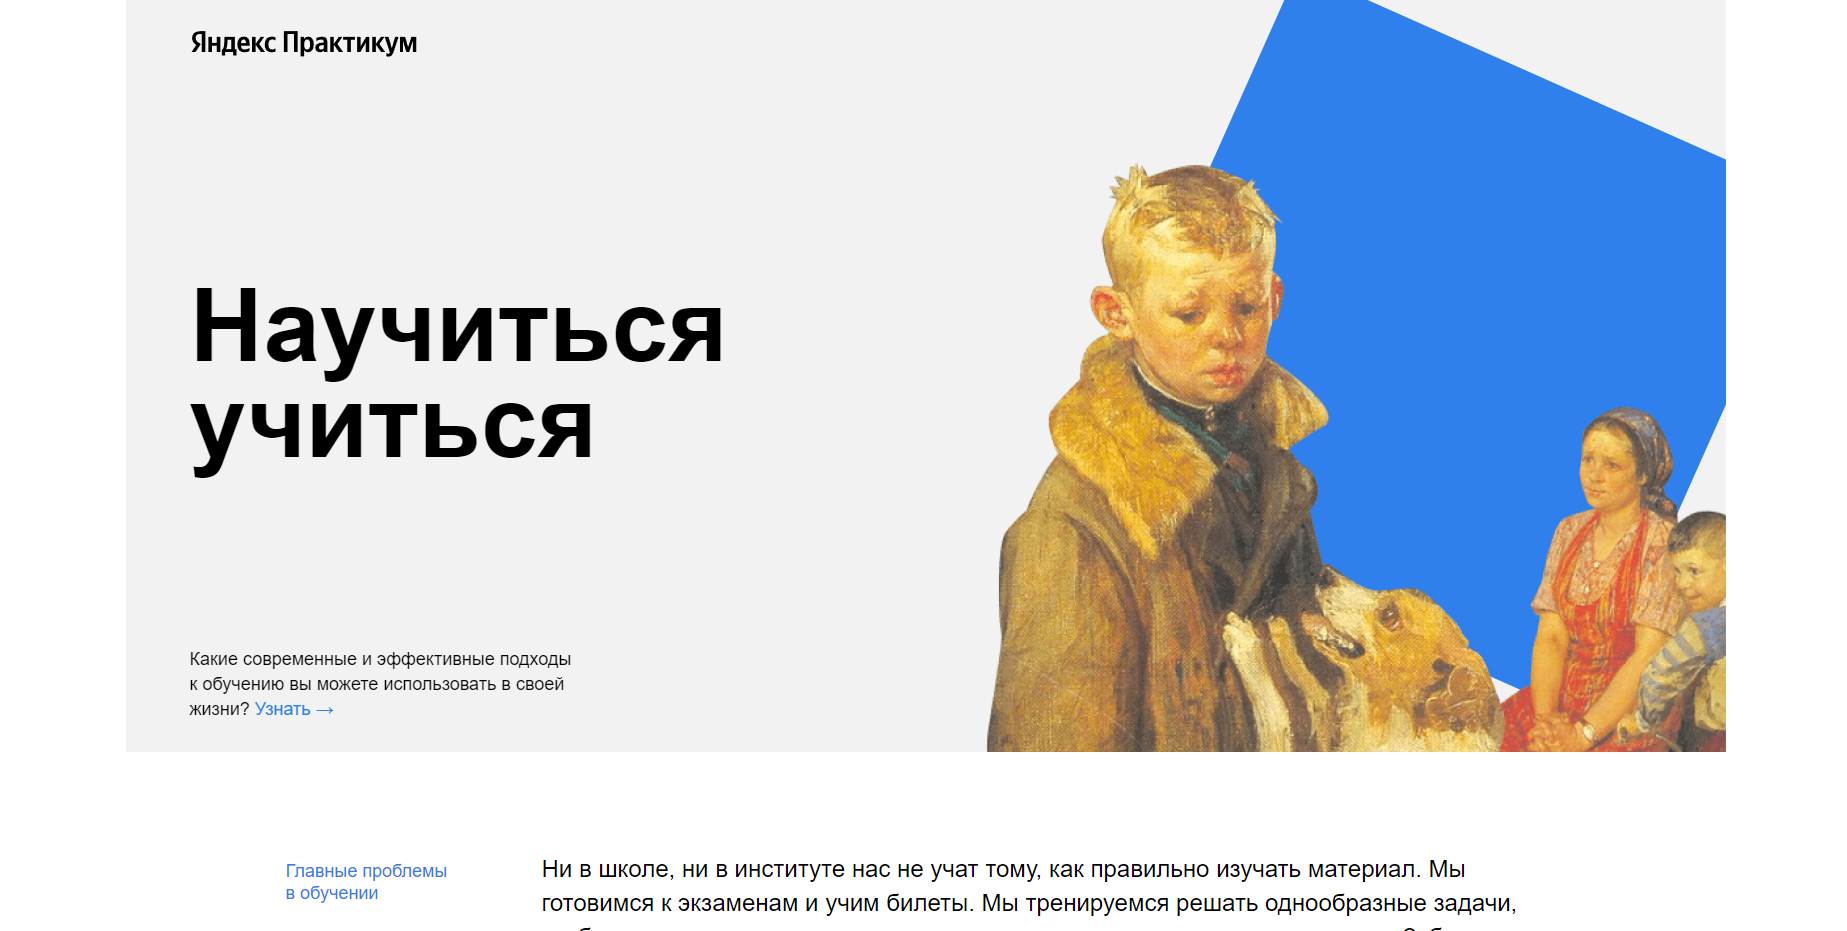 Яндекс Практикум
Научиться
учиться
Какие современные и эффективные подходы
к обучению вы можете использовать в своей
жизни? Узнать →
Главные проблемы
в обучении
Ни в школе, ни в институте нас не учат тому, как правильно изучать материал. Мы
готовимся к экзаменам и учим билеты. Мы тренируемся решать однообразные задачи,